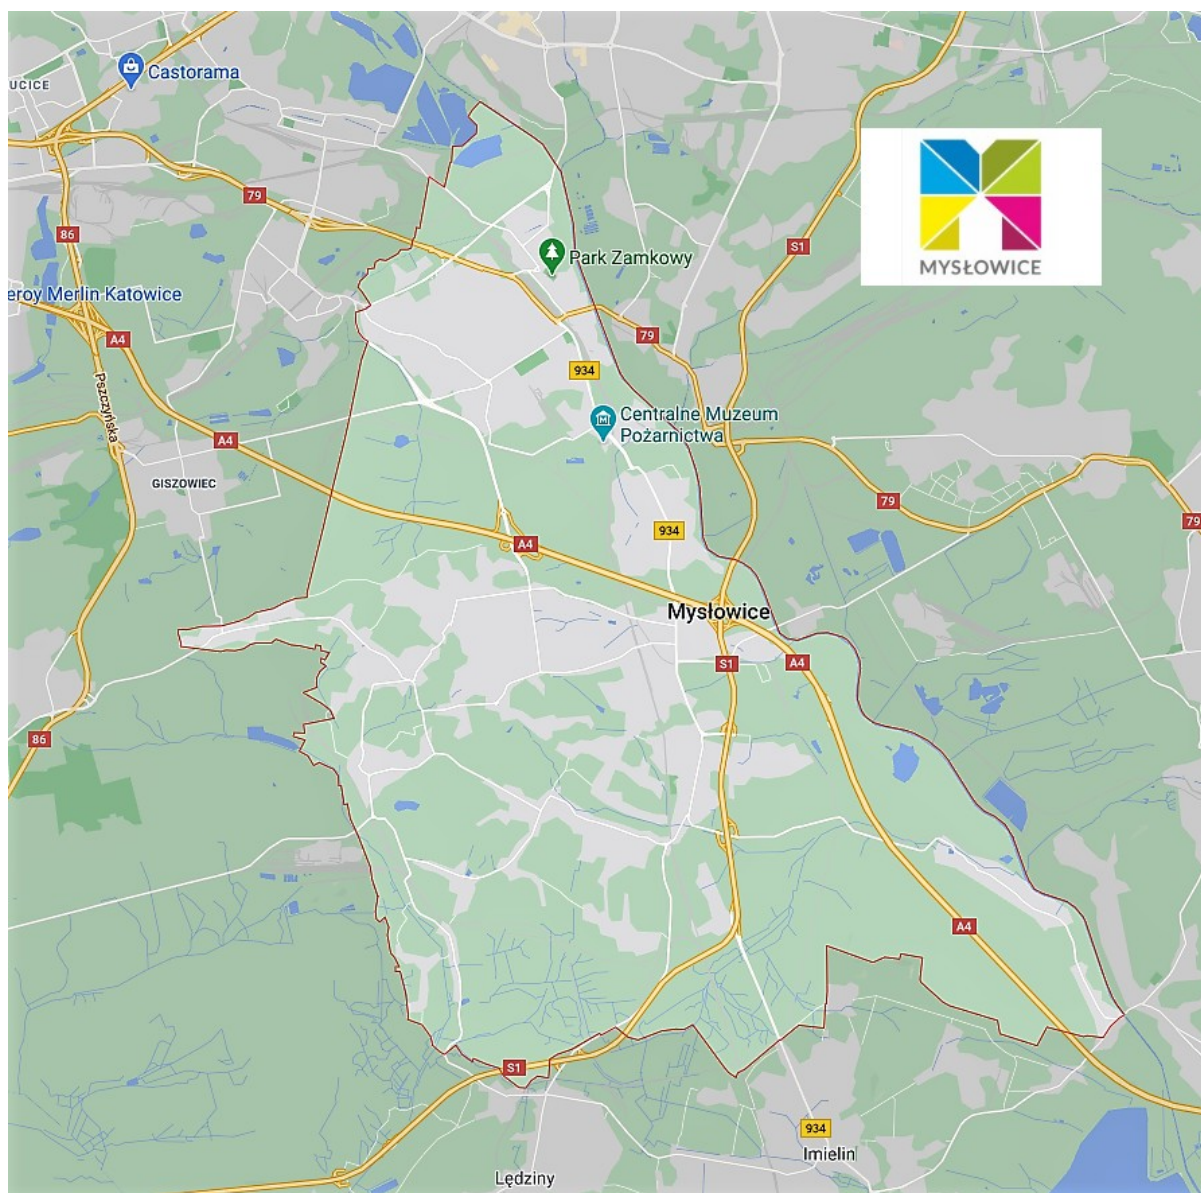 UCICE
Castorama
79
86
Park Zamkowy
S1
MYSŁOWICE
eroy Merlin Katowice
A4
79
934
Pszczyńska
Centralne Muzeum
Pożarnictwa
A4
GISZOWIEC
79
79
934
A4
Mysłowice
S1
A4
86
A4
S1
934
Imielin
Lędziny